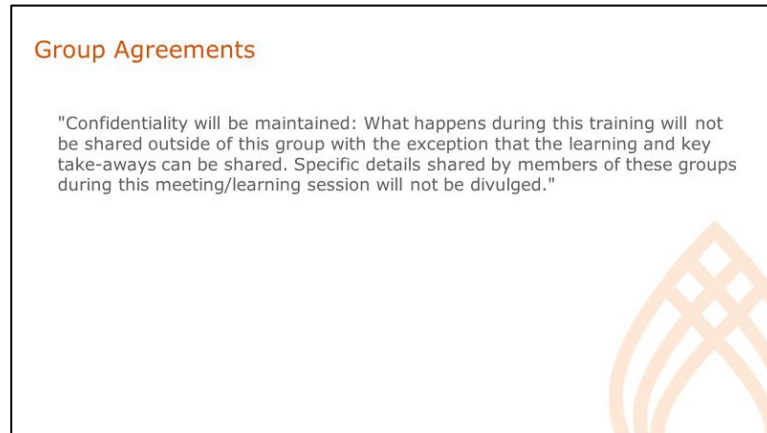 Group Agreements
"Confidentiality will be maintained: What happens during this training will not
be shared outside of this group with the exception that the learning and key
take-aways can be shared. Specific details shared by members of these groups
during this meeting/learning session will not be divulged."